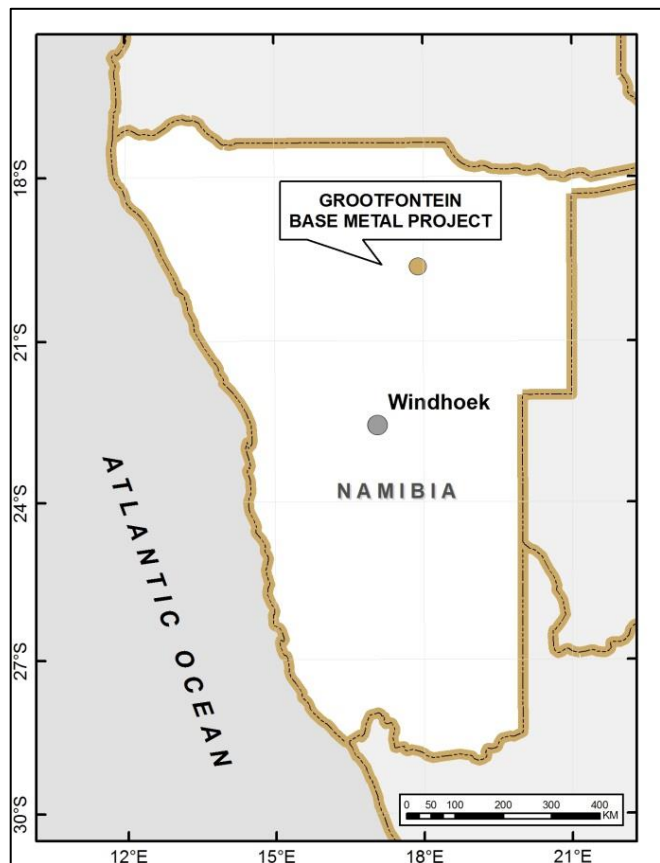 GROOTFONTEIN
BASE METAL PROJECT
Windhoek
NAMIBIA
ATLANTIC OCEAN
18°S
21°S
24°S
27°S
30°S
0 50 100 200 300 400
KM
12°E 15°E 18°E 21°E